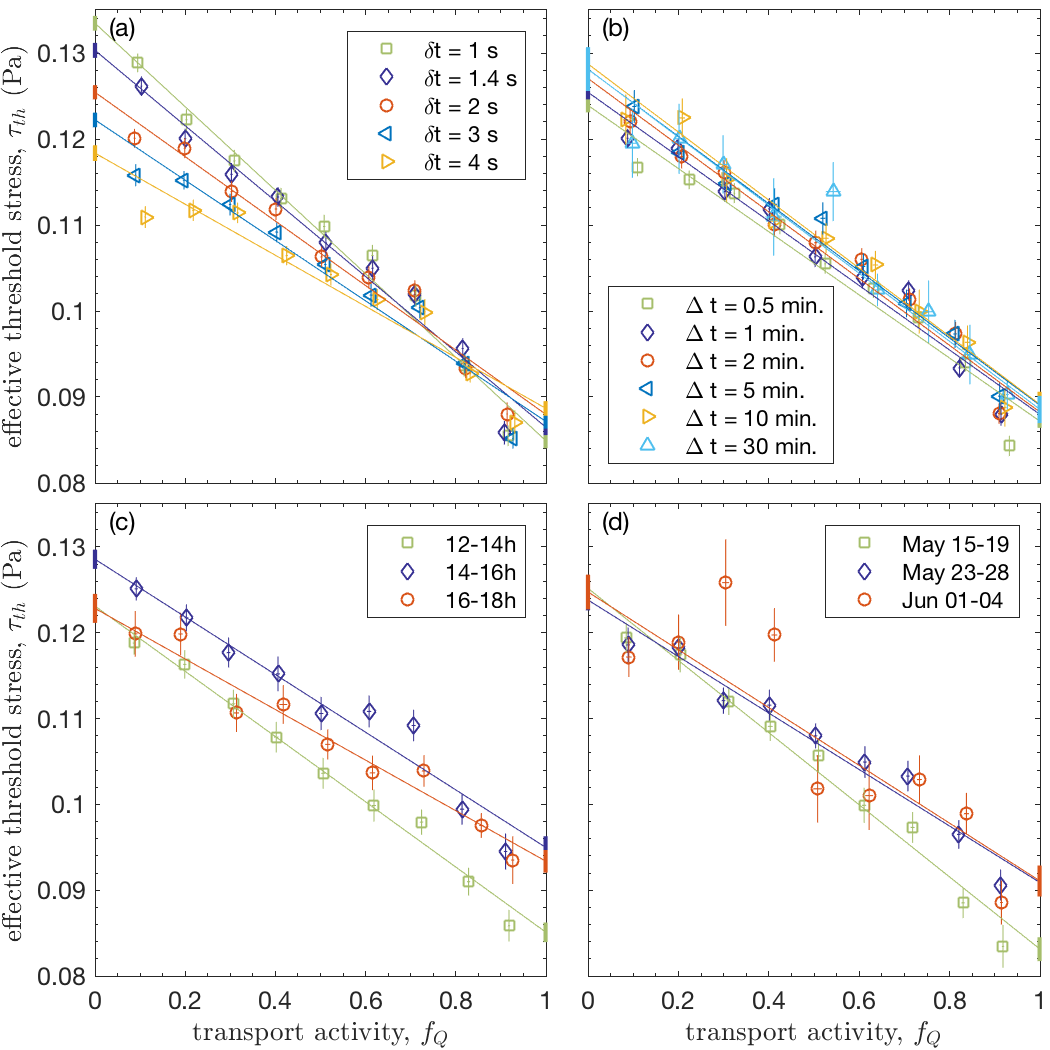 (a)
δt = 1 s
δt = 1.4 s
δt = 2 s
δt = 3 s
δt = 4 s
0.13
0.12
0.11
0.1
0.09
0.08
effective threshold stress, τth (Pa)
(b)
Δ t = 0.5 min.
Δ t = 1 min.
Δ t = 2 min.
Δ t = 5 min.
Δ t = 10 min.
Δ t = 30 min.
(c)
12-14h
14-16h
16-18h
0.13
0.12
0.11
0.1
0.09
0.08
effective threshold stress, τth (Pa)
0 0.2 0.4 0.6 0.8 1
transport activity, fQ
(d)
May 15-19
May 23-28
Jun 01-04
0 0.2 0.4 0.6 0.8 1
transport activity, fQ